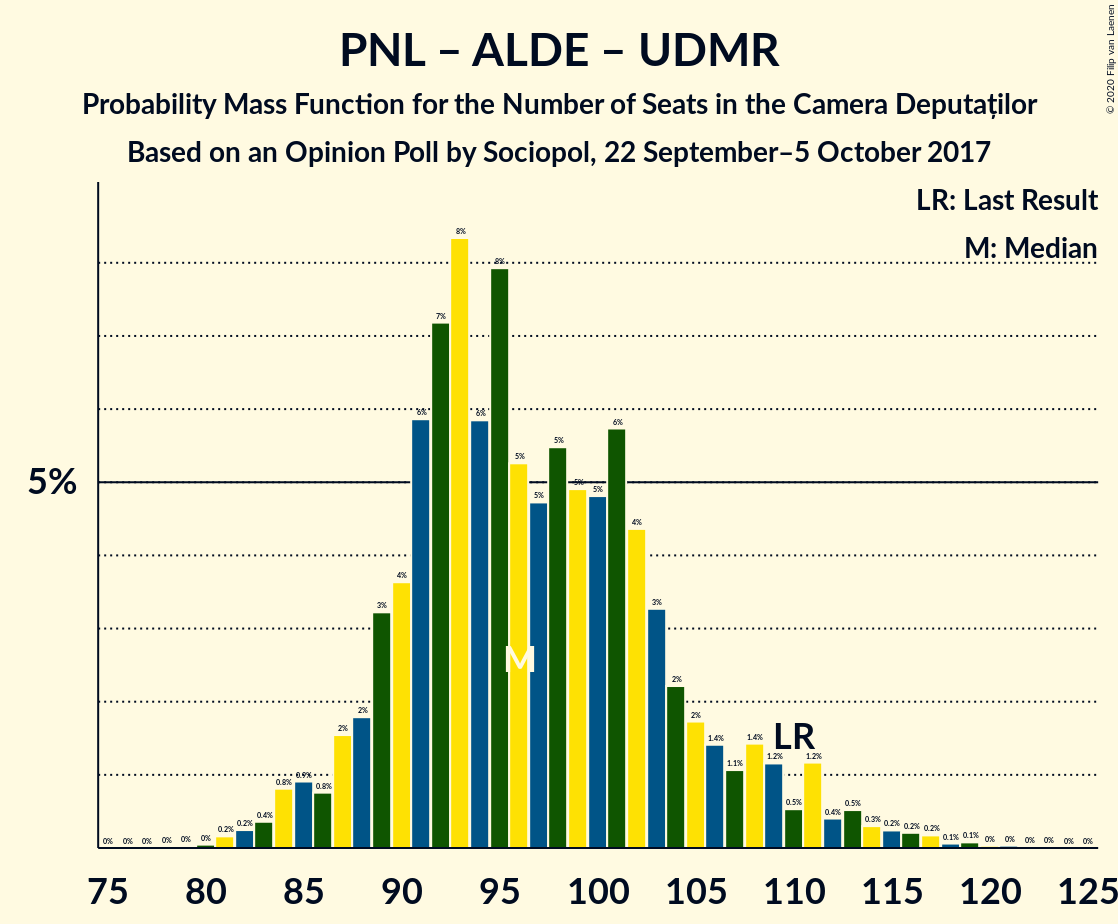 PNL – ALDE – UDMR
Probability Mass Function for the Number of Seats in the Camera Deputaților
Based on an Opinion Poll by Sociopol, 22 September–5 October 2017
© 2020 Filip van Laenen
LR: Last Result
M: Median
5%
0% 0% 0% 0% 0% 0% 0.2% 0.2% 0.4% 0.8% 0.9% 0.8% 2% 2% 3% 4% 6% 7% 8% 6% 8% 5% 5% 5% 5% 5% 6% 4% 3% 2% 2% 1.4% 1.1% 1.4% 1.2% 0.5% 1.2% 0.4% 0.5% 0.3% 0.2% 0.2% 0.2% 0.1% 0.1% 0% 0% 0% 0% 0% 0%
M
LR
75 80 85 90 95 100 105 110 115 120 125